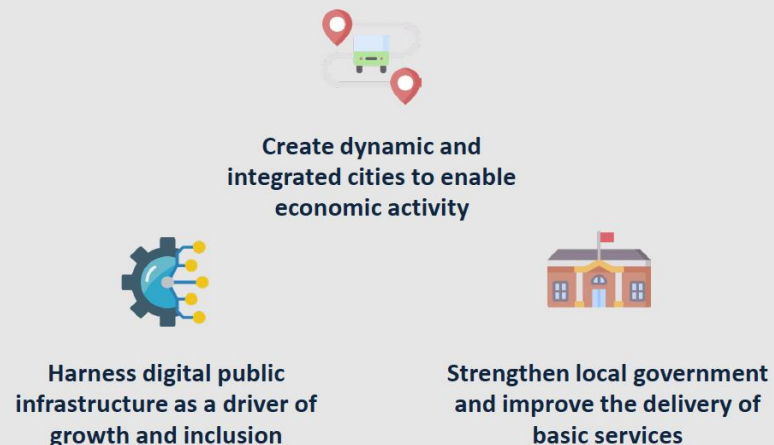 Create dynamic and
integrated cities to enable
economic activity
Harness digital public
infrastructure as a driver of
growth and inclusion
Strengthen local government
and improve the delivery of
basic services